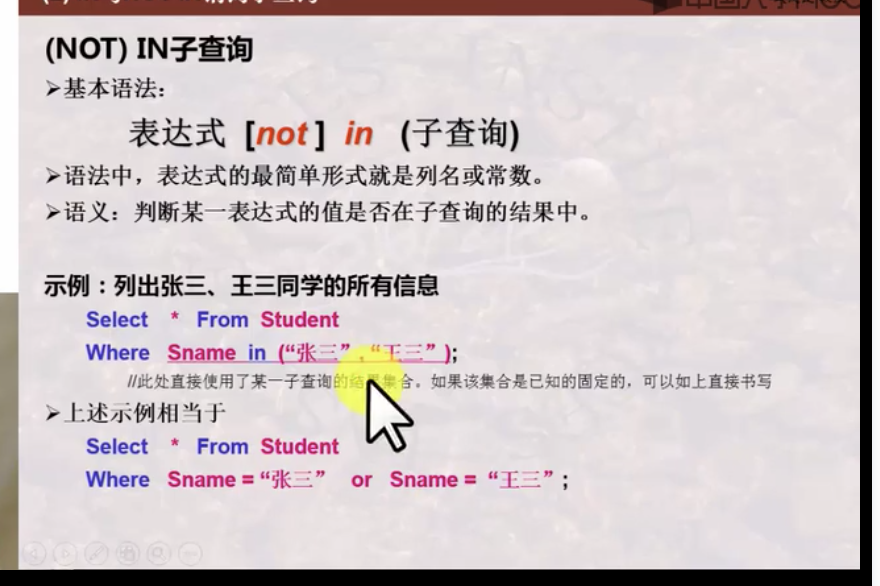 (NOT) IN子查询
➢基本语法：
表达式 [not ] in (子查询)
➢语法中，表达式的最简单形式就是列名或常数。
➢语义：判断某一表达式的值是否在子查询的结果中。
示例：列出张三、王三同学的所有信息
Select * From Student
Where Sname in (“张三”,“王三”);
//此处直接使用了某一子查询的结果集合。如果该集合是已知的固定的，可以如上直接书写
➢上述示例相当于
Select * From Student
Where Sname = “张三” or Sname = “王三” ;